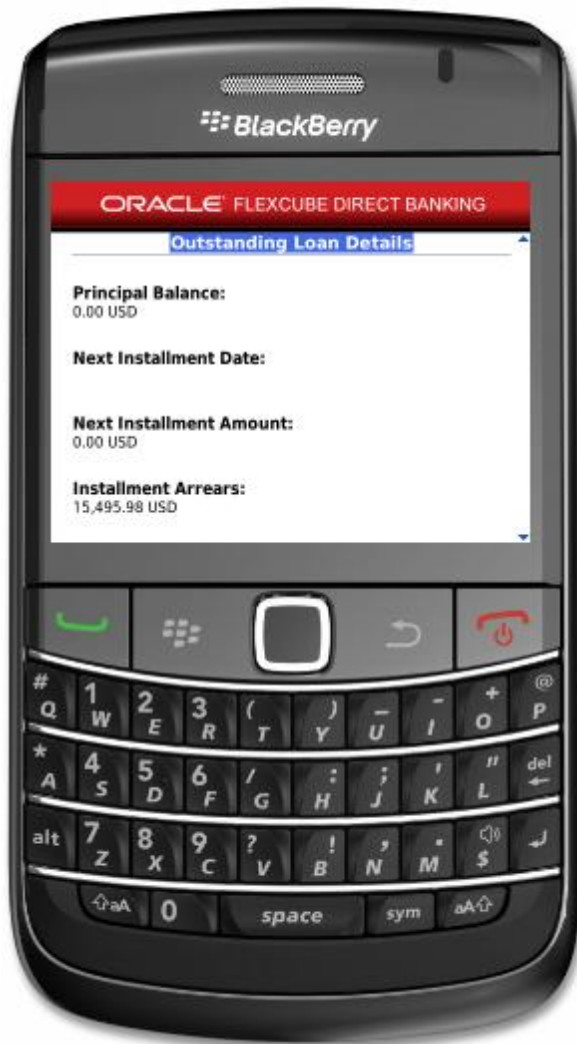 BlackBerry
ORACLE FLEXCUBE DIRECT BANKING
Outstanding Loan Details
Principal Balance:
0.00 USD
Next Installment Date:
Next Installment Amount:
0.00 USD
Installment Arrears:
15,495.98 USD
# 1 2 3 ( ) _ - + @
Q W E R T Y U I O P
* 4 5 6 / : ; ' " del
A S D F G H J K L
alt 7 8 9 ? ! , . $
Z X C V B N M
aA 0 space sym aA